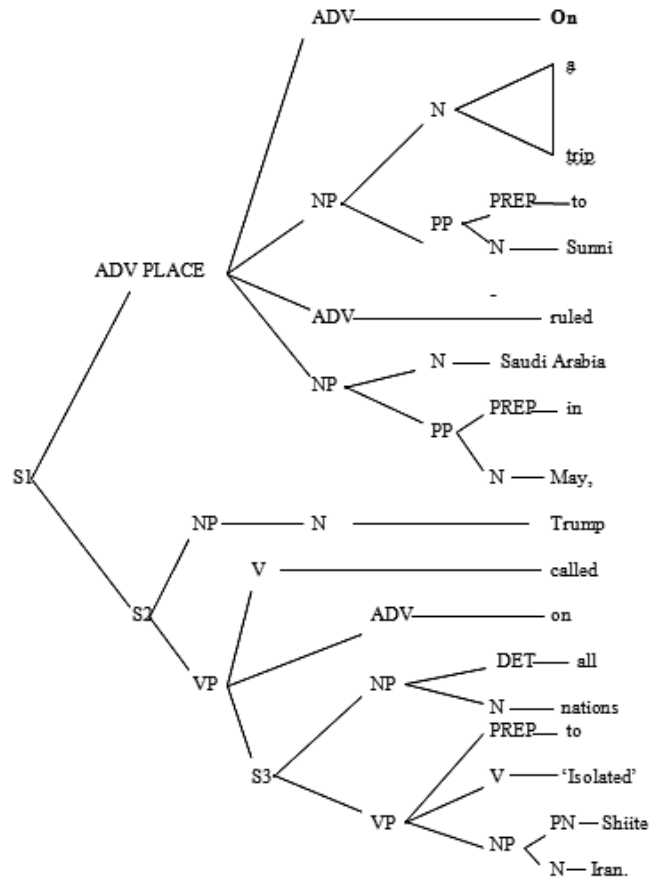 ADV On
a
N
trip
NP PREP to
PP
N Sunni
ADV PLACE
-
ADV ruled
N Saudi Arabia
NP
PREP in
PP
S1 N May,
NP N Trump
V called
S2 ADV on
DET all
VP NP
N nations
PREP to
S3 V ‘Isolated’
VP PN Shiite
NP
N Iran.